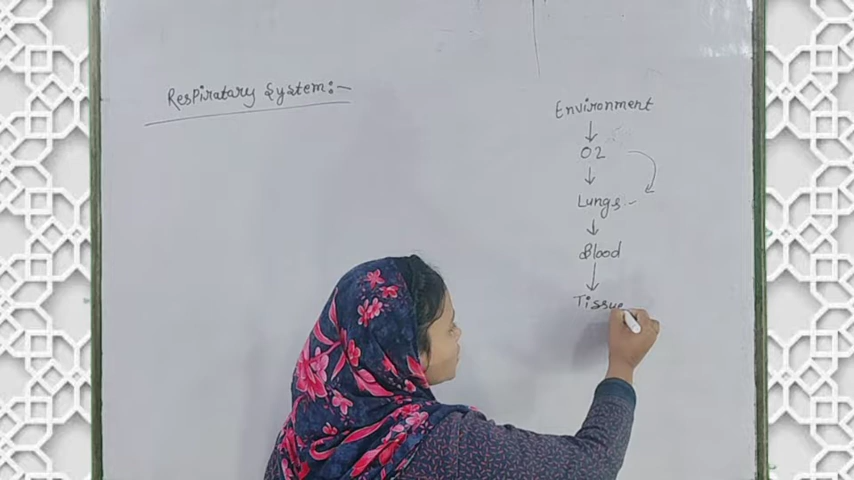 Respiratary System:-
Environment
↓
O2
↓
Lungs -
↓
Blood
↓
Tissue